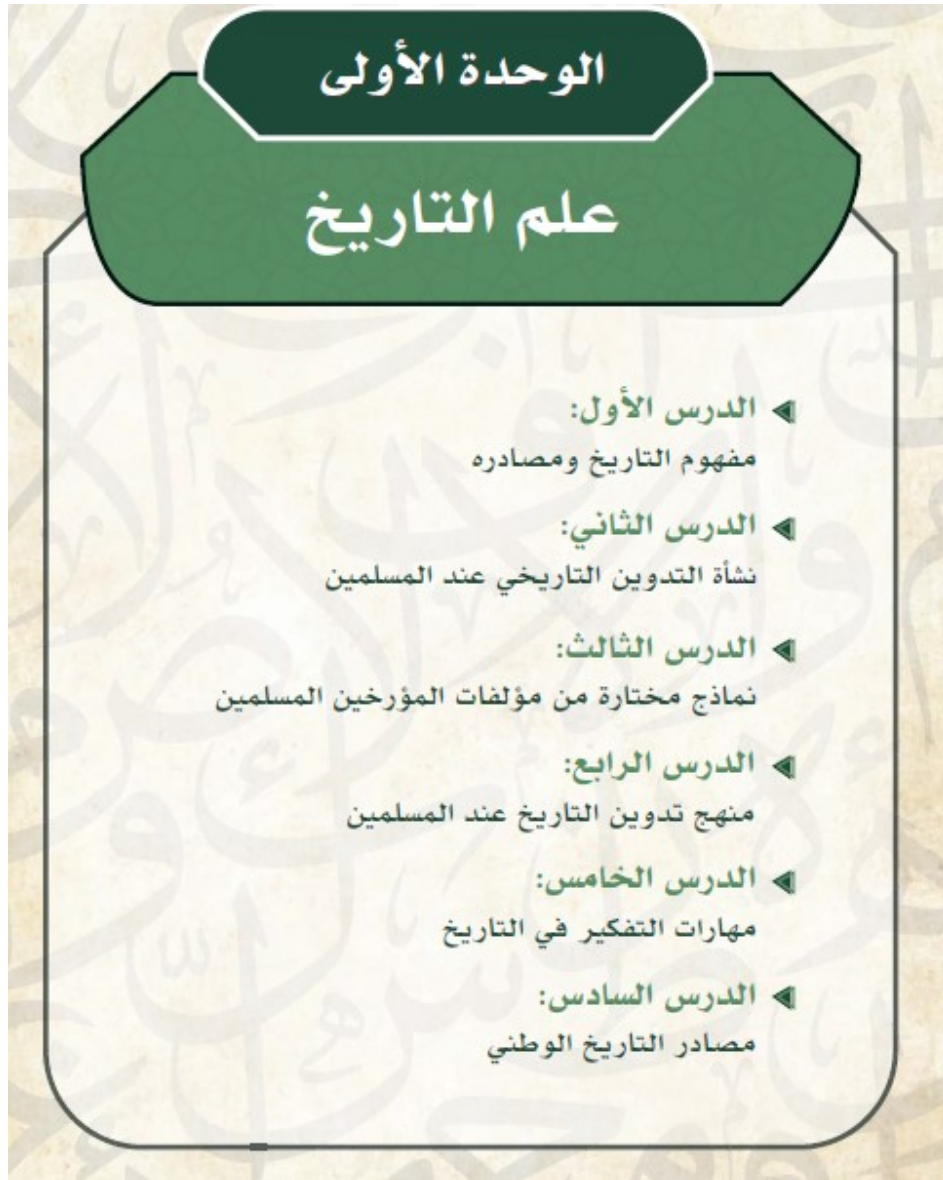 الوحدة الأولى
علم التاريخ
الدرس الأول:
مفهوم التاريخ ومصادره
الدرس الثاني:
نشأة التدوين التاريخي عند المسلمين
الدرس الثالث:
نماذج مختارة من مؤلفات المؤرخين المسلمين
الدرس الرابع:
منهج تدوين التاريخ عند المسلمين
الدرس الخامس:
مهارات التفكير في التاريخ
الدرس السادس:
مصادر التاريخ الوطني